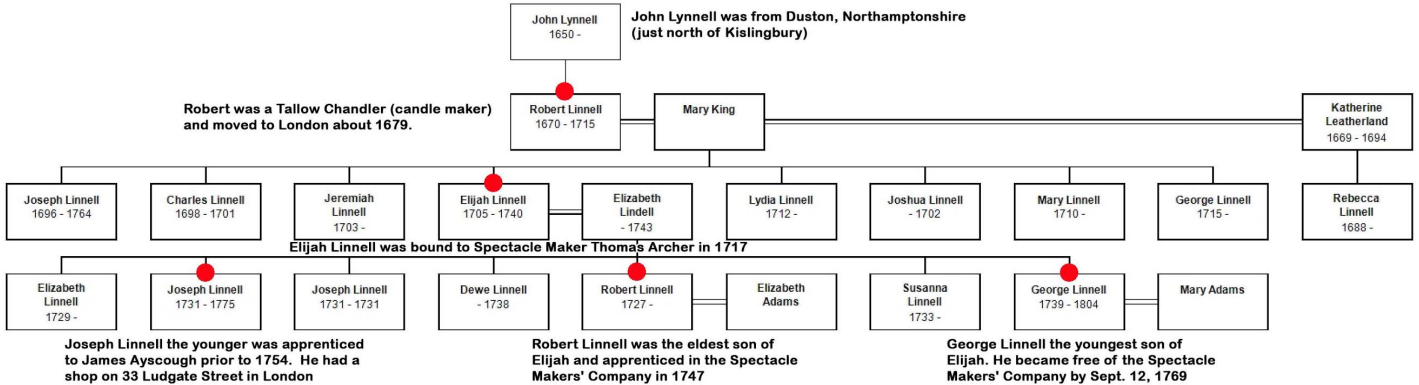 John Lynnell
1650 -
John Lynnell was from Duston, Northamptonshire
(just north of Kislingbury)
Robert was a Tallow Chandler (candle maker)
and moved to London about 1679.
Robert Linnell
1670 - 1715
Mary King
Katherine
Leatherland
1669 - 1694
Joseph Linnell
1696 - 1764
Charles Linnell
1698 - 1701
Jeremiah
Linnell
1703 -
Elijah Linnell
1705 - 1740
Elizabeth
Lindell
- 1743
Lydia Linnell
1712 -
Joshua Linnell
- 1702
Mary Linnell
1710 -
George Linnell
1715 -
Rebecca
Linnell
1688 -
Elijah Linnell was bound to Spectacle Maker Thomas Archer in 1717
Elizabeth
Linnell
1729 -
Joseph Linnell
1731 - 1775
Joseph Linnell
1731 - 1731
Dewe Linnell
- 1738
Robert Linnell
1727 -
Elizabeth
Adams
Susanna
Linnell
1733 -
George Linnell
1739 - 1804
Mary Adams
Joseph Linnell the younger was apprenticed
to James Ayscough prior to 1754.  He had a
shop on 33 Ludgate Street in London
Robert Linnell was the eldest son of
Elijah and apprenticed in the Spectacle
Makers' Company in 1747
George Linnell the youngest son of
Elijah. He became free of the Spectacle
Makers' Company by Sept. 12, 1769